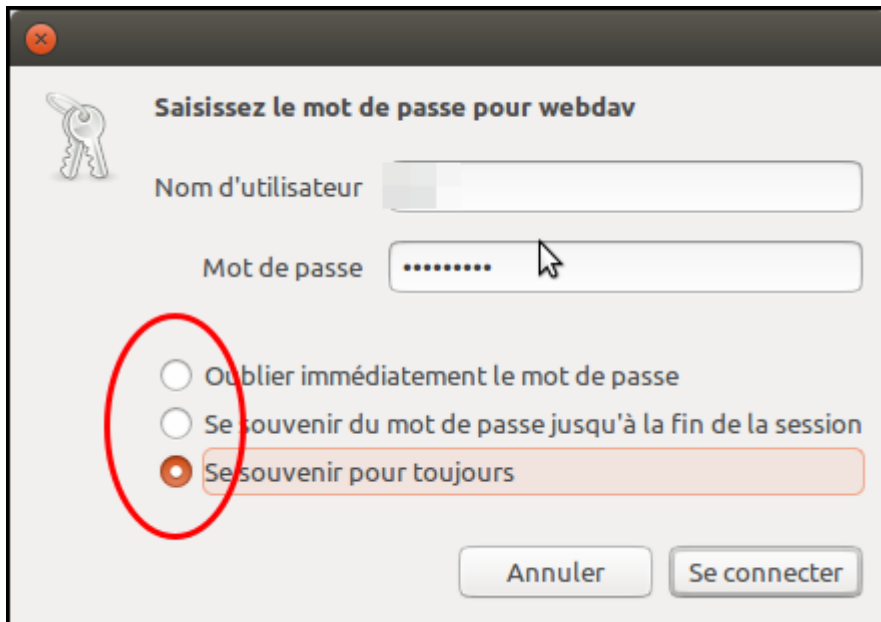 Saisissez le mot de passe pour webdav
Nom d'utilisateur
Mot de passe
Oublier immédiatement le mot de passe
Se souvenir du mot de passe jusqu'à la fin de la session
Se souvenir pour toujours
Annuler Se connecter